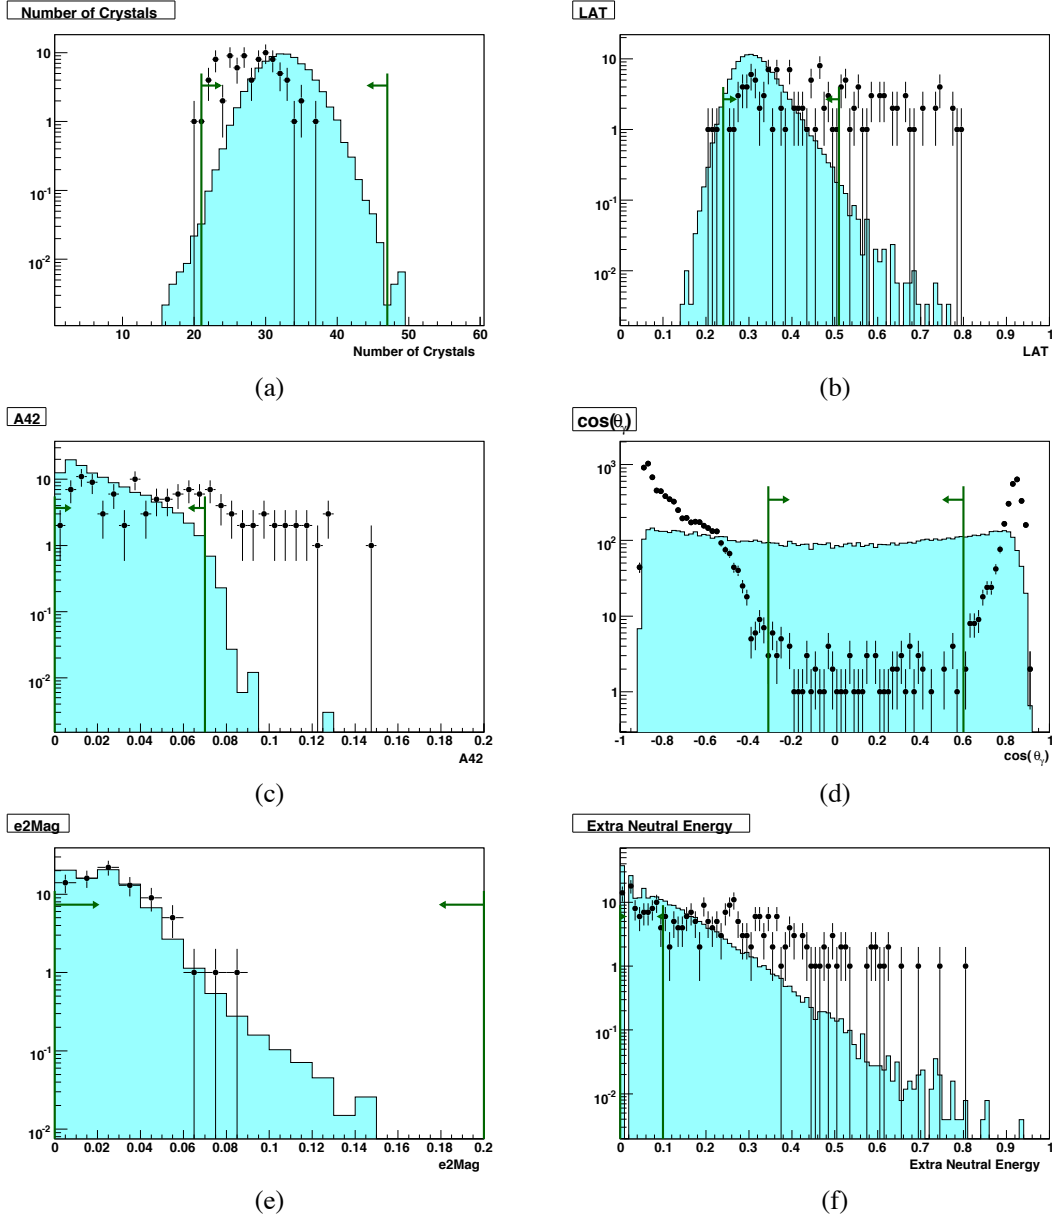 Number of Crystals
10
1
10⁻¹
10⁻²
10 20 30 40 50 60
Number of Crystals
(a)
LAT
10
1
10⁻¹
10⁻²
0 0.1 0.2 0.3 0.4 0.5 0.6 0.7 0.8 0.9 1
LAT
(b)
A42
10
1
10⁻¹
10⁻²
0 0.02 0.04 0.06 0.08 0.1 0.12 0.14 0.16 0.18 0.2
A42
(c)
cos(θγ)
10³
10²
10
1
-1 -0.8 -0.6 -0.4 -0.2 0 0.2 0.4 0.6 0.8 1
cos(θγ)
(d)
e2Mag
10
1
10⁻¹
10⁻²
0 0.02 0.04 0.06 0.08 0.1 0.12 0.14 0.16 0.18 0.2
e2Mag
(e)
Extra Neutral Energy
10
1
10⁻¹
10⁻²
0 0.1 0.2 0.3 0.4 0.5 0.6 0.7 0.8 0.9 1
Extra Neutral Energy
(f)